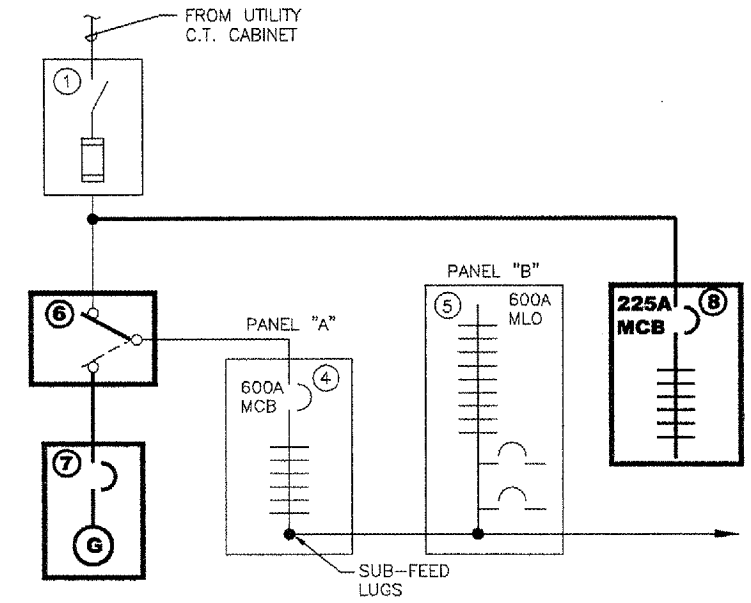 FROM UTILITY
C.T. CABINET
1
6
7
G
PANEL "A"
4
600A
MCB
SUB-FEED
LUGS
PANEL "B"
5
600A
MLO
8
225A
MCB